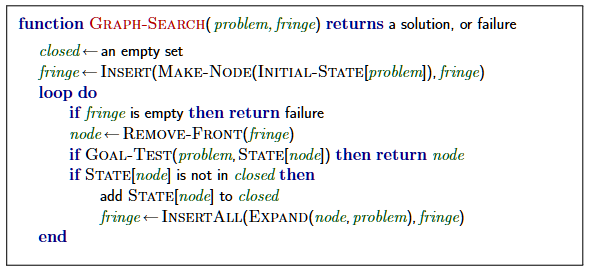 function GRAPH-SEARCH( problem, fringe) returns a solution, or failure
closed ← an empty set
fringe ← INSERT(MAKE-NODE(INITIAL-STATE[problem]), fringe)
loop do
if fringe is empty then return failure
node ← REMOVE-FRONT(fringe)
if GOAL-TEST(problem, STATE[node]) then return node
if STATE[node] is not in closed then
add STATE[node] to closed
fringe ← INSERTALL(EXPAND(node, problem), fringe)
end